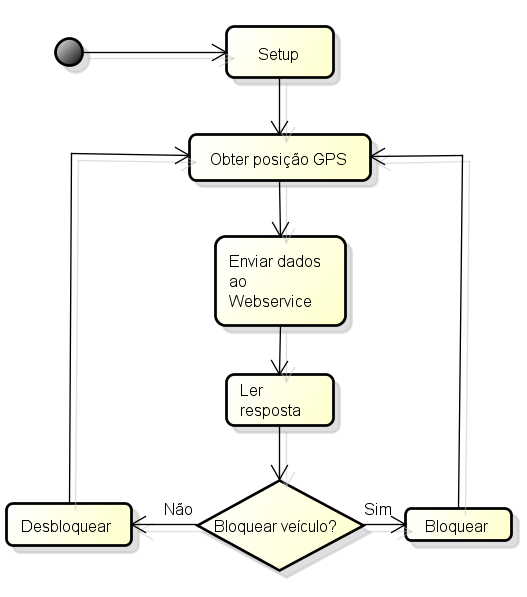 Setup
Obter posição GPS
Enviar dados
ao
Webservice
Ler
resposta
Não
Sim
Desbloquear
Bloquear veículo?
Bloquear